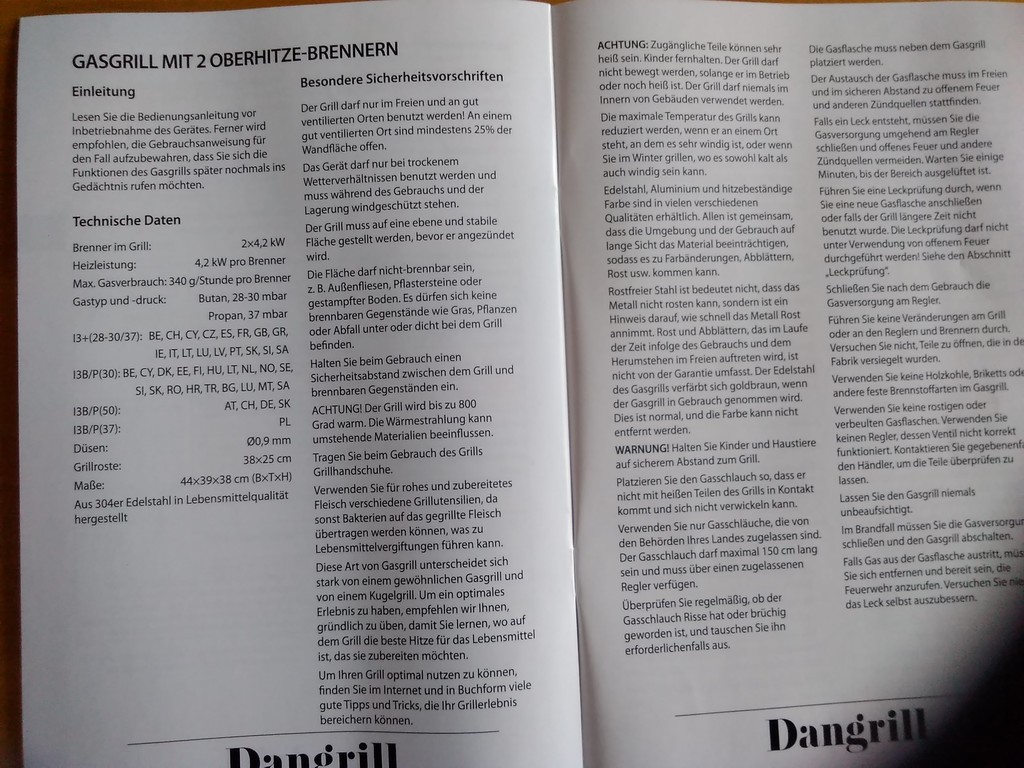 GASGRILL MIT 2 OBERHITZE-BRENNERN
Einleitung
Lesen Sie die Bedienungsanleitung vor
Inbetriebnahme des Gerätes. Ferner wird
empfohlen, die Gebrauchsanweisung für
den Fall aufzubewahren, dass Sie sich die
Funktionen des Gasgrills später nochmals ins
Gedächtnis rufen möchten.
Technische Daten
Brenner im Grill: 2×4,2 kW
Heizleistung: 4,2 kW pro Brenner
Max. Gasverbrauch: 340 g/Stunde pro Brenner
Gastyp und -druck: Butan, 28-30 mbar
Propan, 37 mbar
I3+(28-30/37): BE, CH, CY, CZ, ES, FR, GB, GR,
IE, IT, LT, LU, LV, PT, SK, SI, SA
I3B/P(30): BE, CY, DK, EE, FI, HU, LT, NL, NO, SE,
SI, SK, RO, HR, TR, BG, LU, MT, SA
I3B/P(50): AT, CH, DE, SK
I3B/P(37): PL
Düsen: Ø0,9 mm
Grillroste: 38×25 cm
Maße: 44×39×38 cm (B×T×H)
Aus 304er Edelstahl in Lebensmittelqualität
hergestellt
Besondere Sicherheitsvorschriften
Der Grill darf nur im Freien und an gut
ventilierten Orten benutzt werden! An einem
gut ventilierten Ort sind mindestens 25% der
Wandfläche offen.
Das Gerät darf nur bei trockenem
Wetterverhältnissen benutzt werden und
muss während des Gebrauchs und der
Lagerung windgeschützt stehen.
Der Grill muss auf eine ebene und stabile
Fläche gestellt werden, bevor er angezündet
wird.
Die Fläche darf nicht-brennbar sein,
z. B. Außenfliesen, Pflastersteine oder
gestampfter Boden. Es dürfen sich keine
brennbaren Gegenstände wie Gras, Pflanzen
oder Abfall unter oder dicht bei dem Grill
befinden.
Halten Sie beim Gebrauch einen
Sicherheitsabstand zwischen dem Grill und
brennbaren Gegenständen ein.
ACHTUNG! Der Grill wird bis zu 800
Grad warm. Die Wärmestrahlung kann
umstehende Materialien beeinflussen.
Tragen Sie beim Gebrauch des Grills
Grillhandschuhe.
Verwenden Sie für rohes und zubereitetes
Fleisch verschiedene Grillutensilien, da
sonst Bakterien auf das gegrillte Fleisch
übertragen werden können, was zu
Lebensmittelvergiftungen führen kann.
Diese Art von Gasgrill unterscheidet sich
stark von einem gewöhnlichen Gasgrill und
von einem Kugelgrill. Um ein optimales
Erlebnis zu haben, empfehlen wir Ihnen,
gründlich zu üben, damit Sie lernen, wo auf
dem Grill die beste Hitze für das Lebensmittel
ist, das sie zubereiten möchten.
Um Ihren Grill optimal nutzen zu können,
finden Sie im Internet und in Buchform viele
gute Tipps und Tricks, die Ihr Grillerlebnis
bereichern können.
Dangrill
ACHTUNG: Zugängliche Teile können sehr
heiß sein. Kinder fernhalten. Der Grill darf
nicht bewegt werden, solange er im Betrieb
oder noch heiß ist. Der Grill darf niemals im
Innern von Gebäuden verwendet werden.
Die maximale Temperatur des Grills kann
reduziert werden, wenn er an einem Ort
steht, an dem es sehr windig ist, oder wenn
Sie im Winter grillen, wo es sowohl kalt als
auch windig sein kann.
Edelstahl, Aluminium und hitzebeständige
Farbe sind in vielen verschiedenen
Qualitäten erhältlich. Allen ist gemeinsam,
dass die Umgebung und der Gebrauch auf
lange Sicht das Material beeinträchtigen,
sodass es zu Farbänderungen, Abblättern,
Rost usw. kommen kann.
Rostfreier Stahl ist bedeutet nicht, dass das
Metall nicht rosten kann, sondern ist ein
Hinweis darauf, wie schnell das Metall Rost
annimmt. Rost und Abblättern, das im Laufe
der Zeit infolge des Gebrauchs und dem
Herumstehen im Freien auftreten wird, ist
nicht von der Garantie umfasst. Der Edelstahl
des Gasgrills verfärbt sich goldbraun, wenn
der Gasgrill in Gebrauch genommen wird.
Dies ist normal, und die Farbe kann nicht
entfernt werden.
WARNUNG! Halten Sie Kinder und Haustiere
auf sicherem Abstand zum Grill.
Platzieren Sie den Gasschlauch so, dass er
nicht mit heißen Teilen des Grills in Kontakt
kommt und sich nicht verwickeln kann.
Verwenden Sie nur Gasschläuche, die von
den Behörden Ihres Landes zugelassen sind.
Der Gasschlauch darf maximal 150 cm lang
sein und muss über einen zugelassenen
Regler verfügen.
Überprüfen Sie regelmäßig, ob der
Gasschlauch Risse hat oder brüchig
geworden ist, und tauschen Sie ihn
erforderlichenfalls aus.
Die Gasflasche muss neben dem Gasgrill
platziert werden.
Der Austausch der Gasflasche muss im Freien
und im sicheren Abstand zu offenem Feuer
und anderen Zündquellen stattfinden.
Falls ein Leck entsteht, müssen Sie die
Gasversorgung umgehend am Regler
schließen und offenes Feuer und andere
Zündquellen vermeiden. Warten Sie einige
Minuten, bis der Bereich ausgelüftet ist.
Führen Sie eine Leckprüfung durch, wenn
Sie eine neue Gasflasche anschließen
oder falls der Grill längere Zeit nicht
benutzt wurde. Die Leckprüfung darf nicht
unter Verwendung von offenem Feuer
durchgeführt werden! Siehe den Abschnitt
„Leckprüfung".
Schließen Sie nach dem Gebrauch die
Gasversorgung am Regler.
Führen Sie keine Veränderungen am Grill
oder an den Reglern und Brennern durch.
Versuchen Sie nicht, Teile zu öffnen, die in de
Fabrik versiegelt wurden.
Verwenden Sie keine Holzkohle, Briketts ode
andere feste Brennstoffarten im Gasgrill.
Verwenden Sie keine rostigen oder
verbeulten Gasflaschen. Verwenden Sie
keinen Regler, dessen Ventil nicht korrekt
funktioniert. Kontaktieren Sie gegebenenfa
den Händler, um die Teile überprüfen zu
lassen.
Lassen Sie den Gasgrill niemals
unbeaufsichtigt.
Im Brandfall müssen Sie die Gasversorgur
schließen und den Gasgrill abschalten.
Falls Gas aus der Gasflasche austritt, müs
Sie sich entfernen und bereit sein, die
Feuerwehr anzurufen. Versuchen Sie nie
das Leck selbst auszubessern.
Dangrill